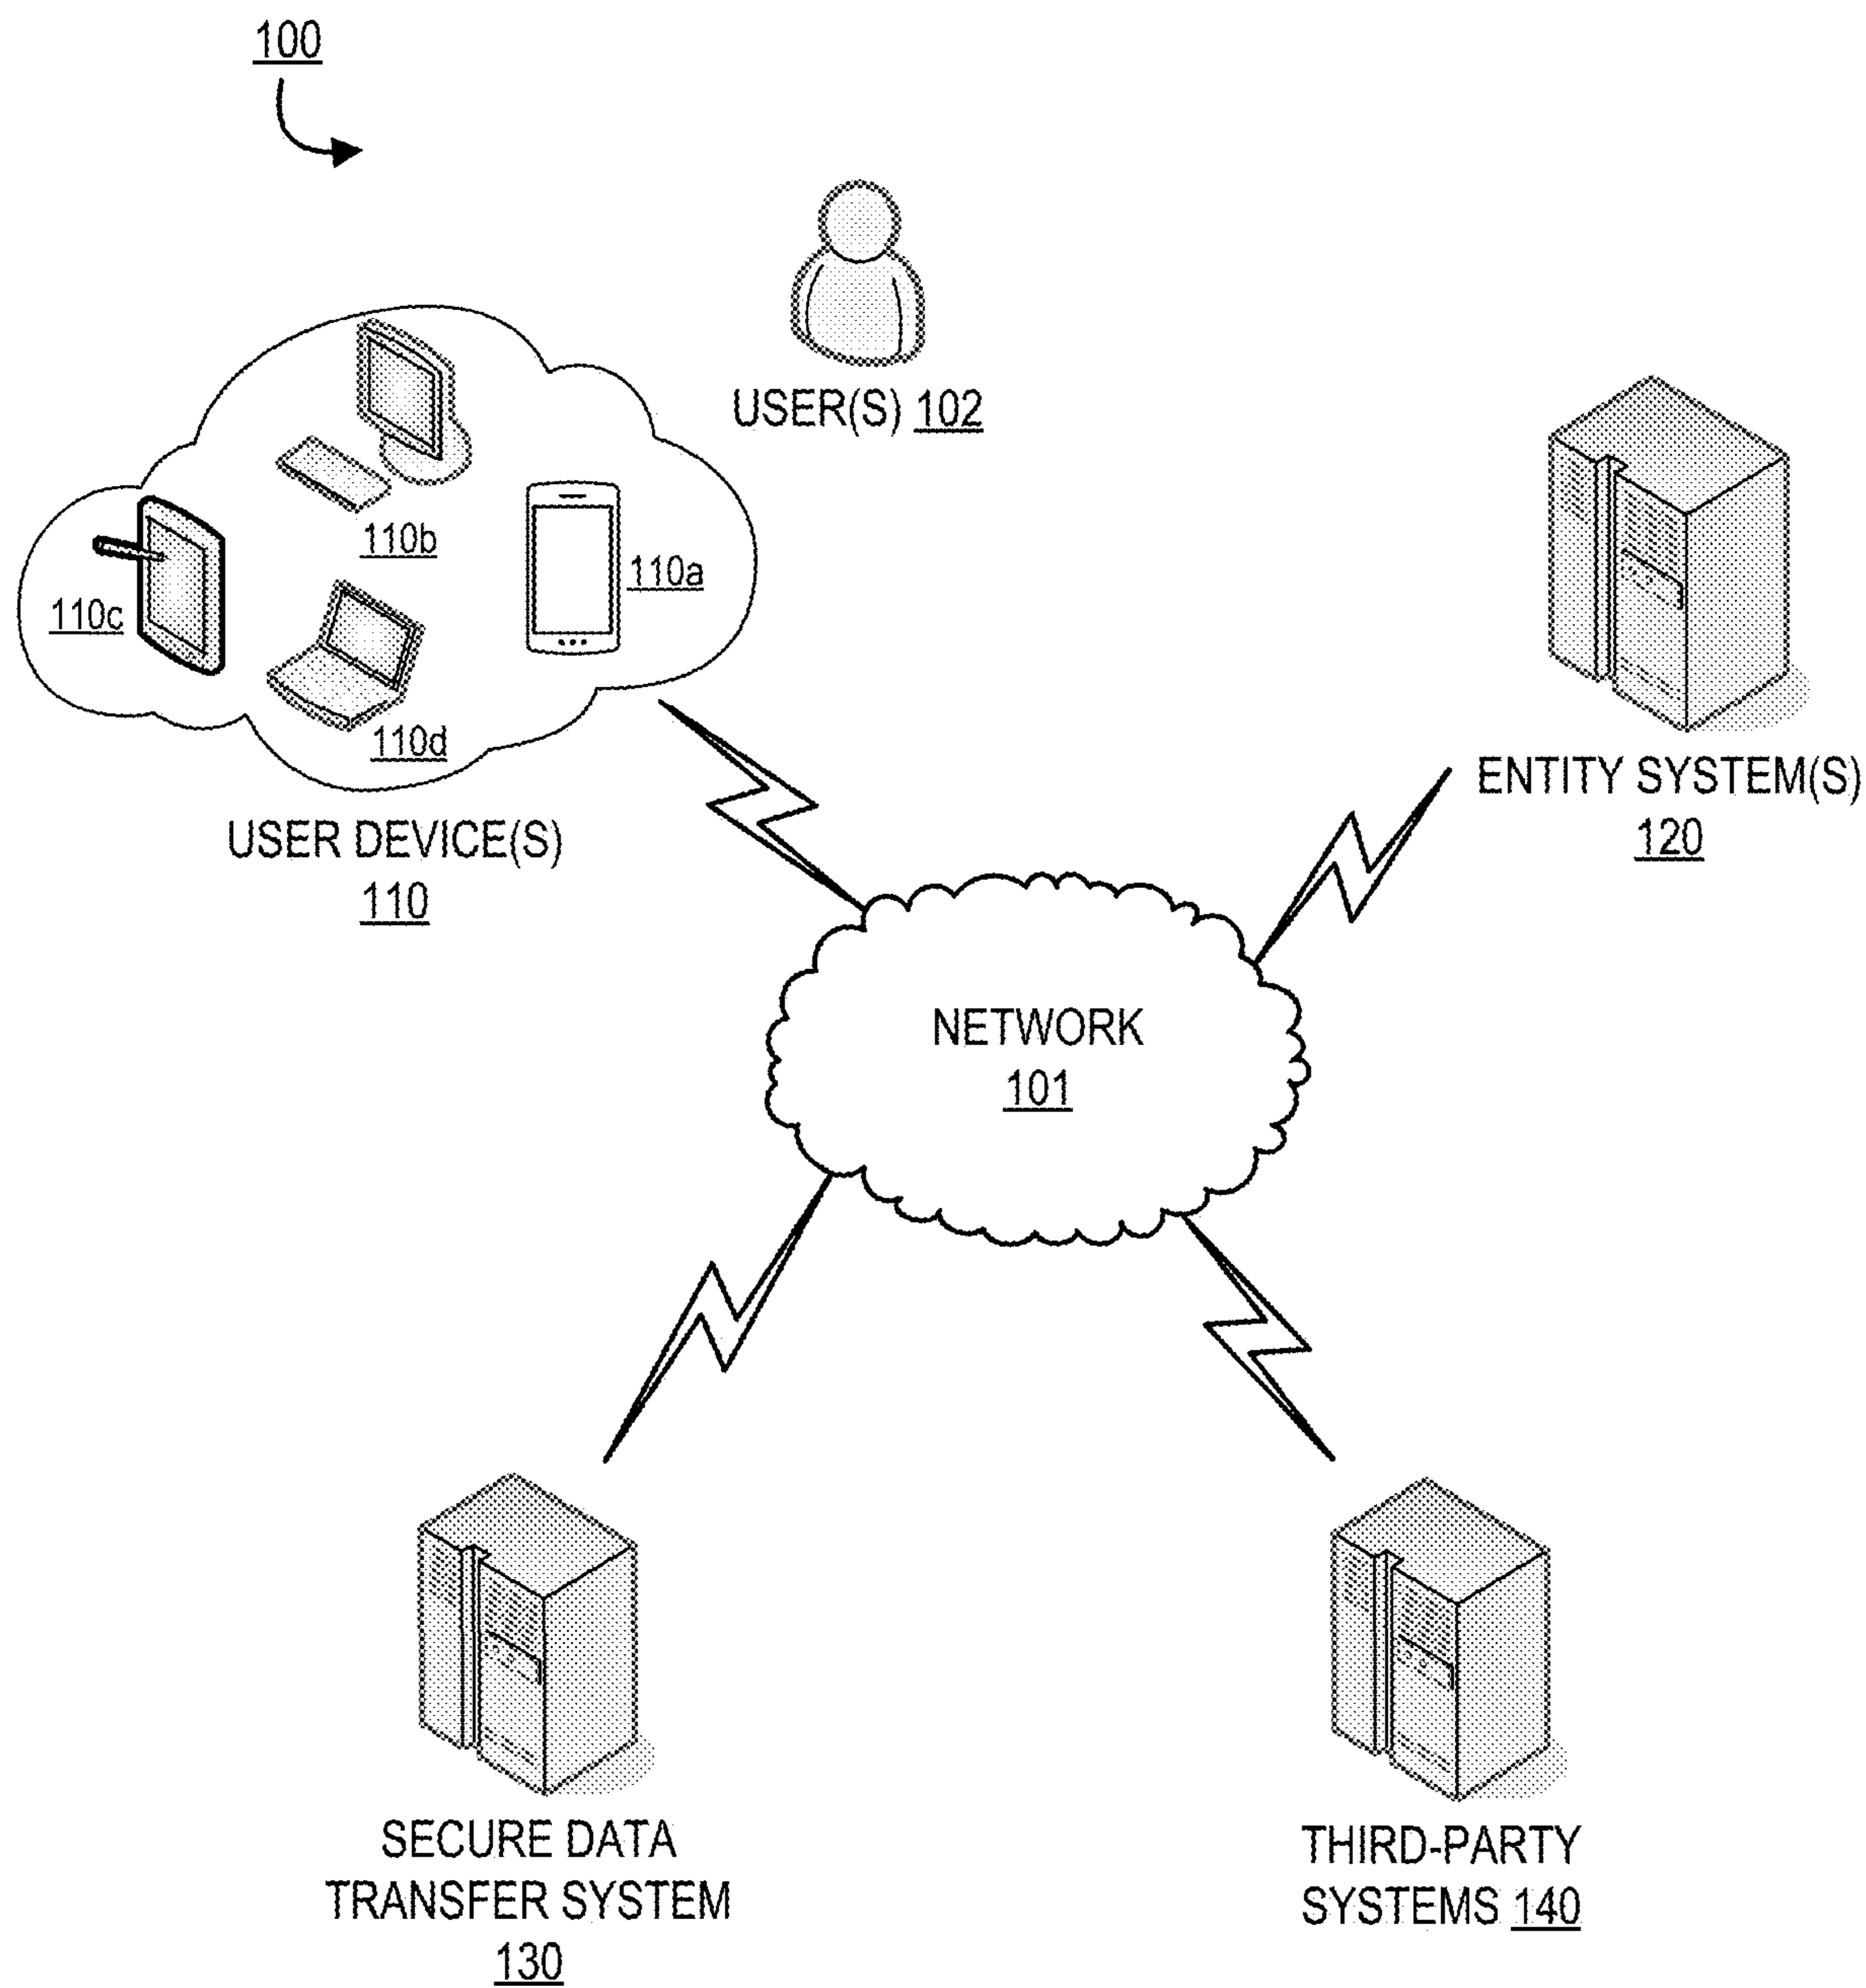 100
USER(S) 102
110b
110a
110c
110d
USER DEVICE(S)
110
ENTITY SYSTEM(S)
120
NETWORK
101
SECURE DATA
TRANSFER SYSTEM
130
THIRD-PARTY
SYSTEMS 140